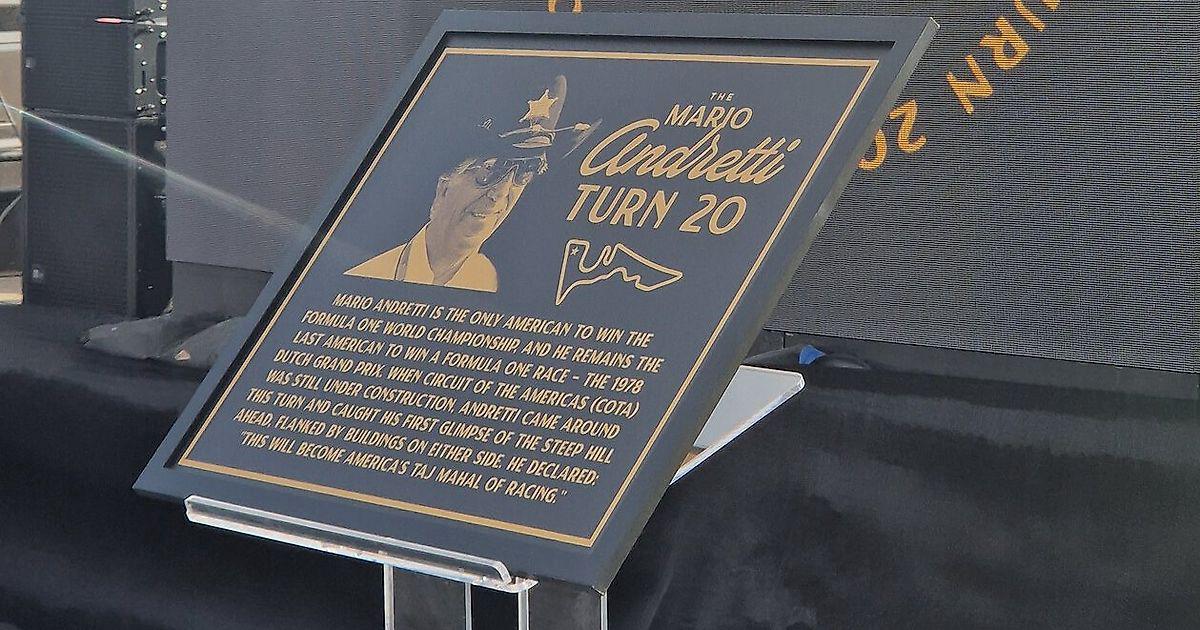 THE
MARIO
Andretti
TURN 20
MARIO ANDRETTI IS THE ONLY AMERICAN TO WIN THE
FORMULA ONE WORLD CHAMPIONSHIP, AND HE REMAINS THE
LAST AMERICAN TO WIN A FORMULA ONE RACE – THE 1978
DUTCH GRAND PRIX. WHEN CIRCUIT OF THE AMERICAS (COTA)
WAS STILL UNDER CONSTRUCTION, ANDRETTI CAME AROUND
THIS TURN AND CAUGHT HIS FIRST GLIMPSE OF THE STEEP HILL
AHEAD, FLANKED BY BUILDINGS ON EITHER SIDE. HE DECLARED:
"THIS WILL BECOME AMERICA'S TAJ MAHAL OF RACING."
URN 20